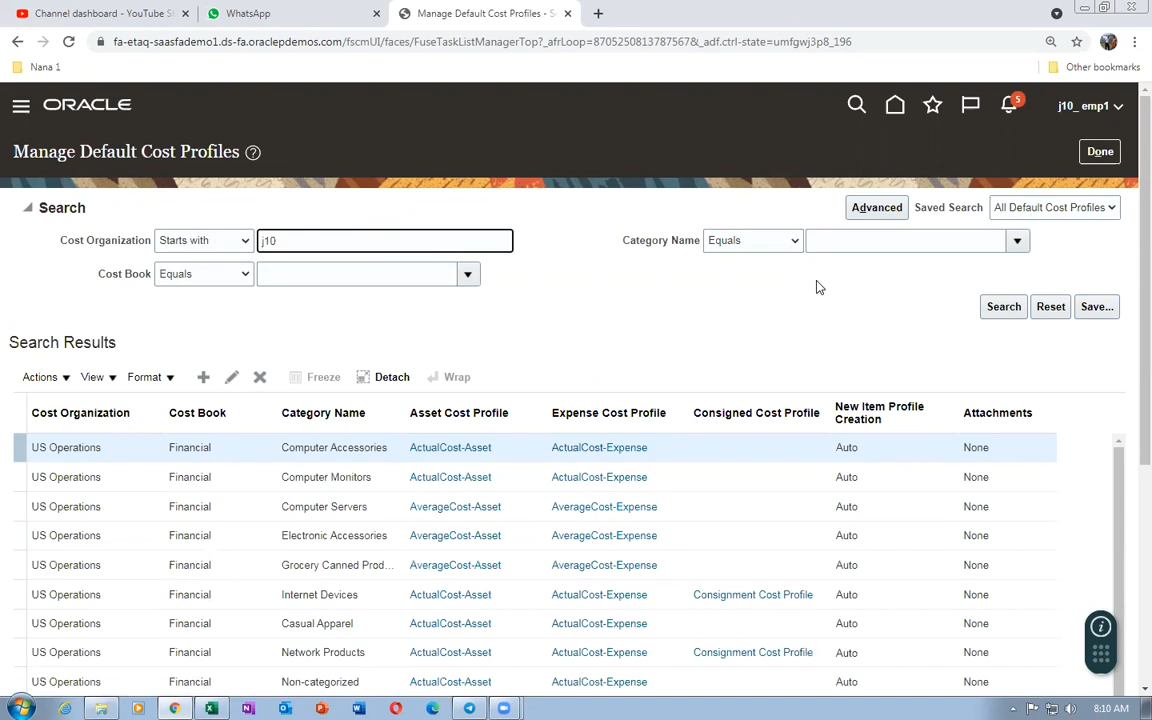 Channel dashboard - YouTube S
WhatsApp
Manage Default Cost Profiles - S
fa-etaq-saasfademo1.ds-fa.oraclepdemos.com/fscmUI/faces/FuseTaskListManagerTop?_afrLoop=8705250813787567&_adf.ctrl-state=umfgwj3p8_196
Nana 1
Other bookmarks
ORACLE
5
j10_ emp1
Manage Default Cost Profiles
Done
Search
Advanced
Saved Search
All Default Cost Profiles
Cost Organization
Starts with
j10
Category Name
Equals
Cost Book
Equals
Search
Reset
Save...
Search Results
Actions
View
Format
Freeze
Detach
Wrap
Cost Organization Cost Book Category Name Asset Cost Profile Expense Cost Profile Consigned Cost Profile New Item Profile Creation Attachments
US Operations Financial Computer Accessories ActualCost-Asset ActualCost-Expense Auto None
US Operations Financial Computer Monitors ActualCost-Asset ActualCost-Expense Auto None
US Operations Financial Computer Servers AverageCost-Asset AverageCost-Expense Auto None
US Operations Financial Electronic Accessories AverageCost-Asset AverageCost-Expense Auto None
US Operations Financial Grocery Canned Prod... AverageCost-Asset AverageCost-Expense Auto None
US Operations Financial Internet Devices ActualCost-Asset ActualCost-Expense Consignment Cost Profile Auto None
US Operations Financial Casual Apparel ActualCost-Asset ActualCost-Expense Auto None
US Operations Financial Network Products ActualCost-Asset ActualCost-Expense Consignment Cost Profile Auto None
US Operations Financial Non-categorized ActualCost-Asset ActualCost-Expense Auto None
8:10 AM